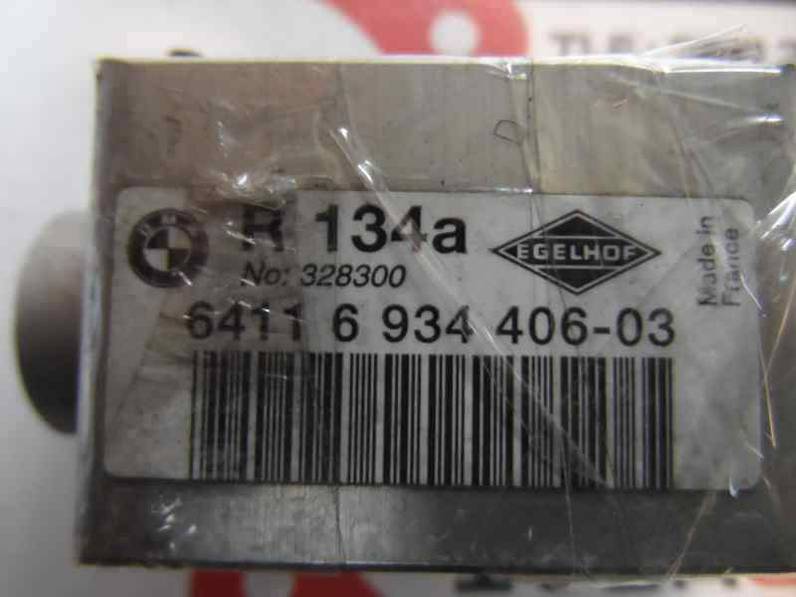 R 134a
EGELHOF
No: 328300
6411 6 934 406-03
Made in
France